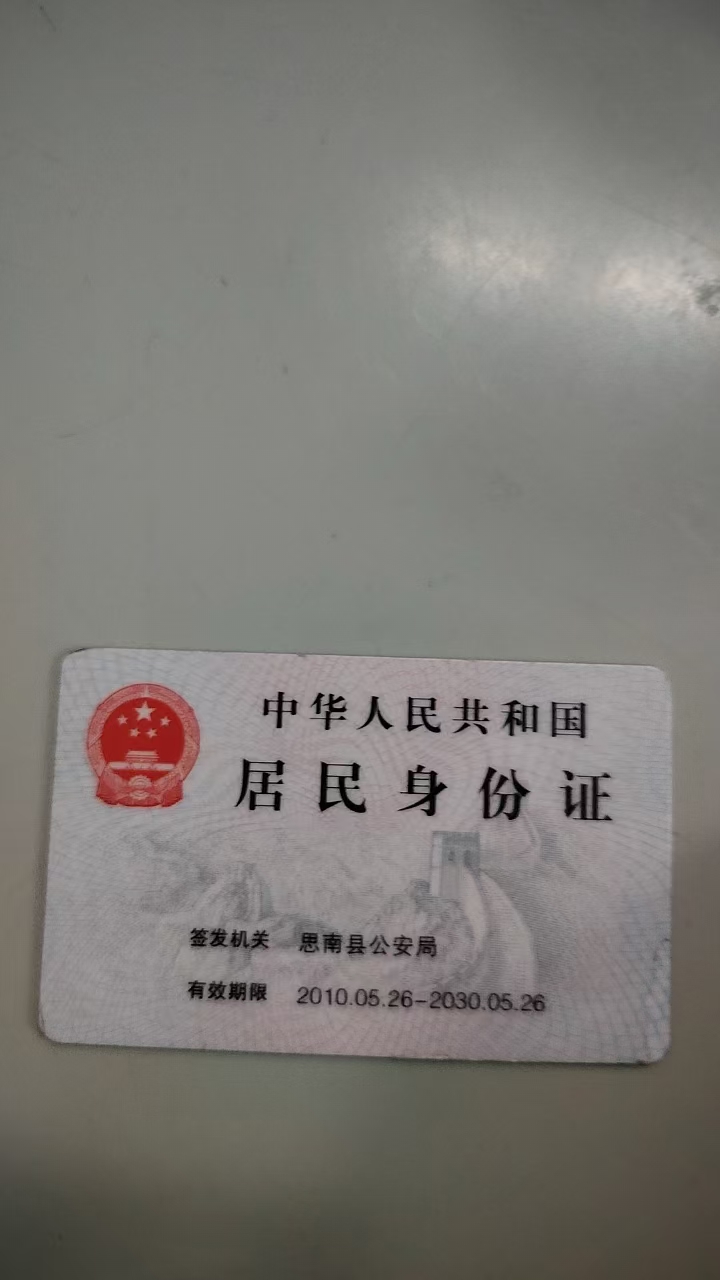 中华人民共和国
居民身份证
签发机关 思南县公安局
有效期限 2010.05.26-2030.05.26